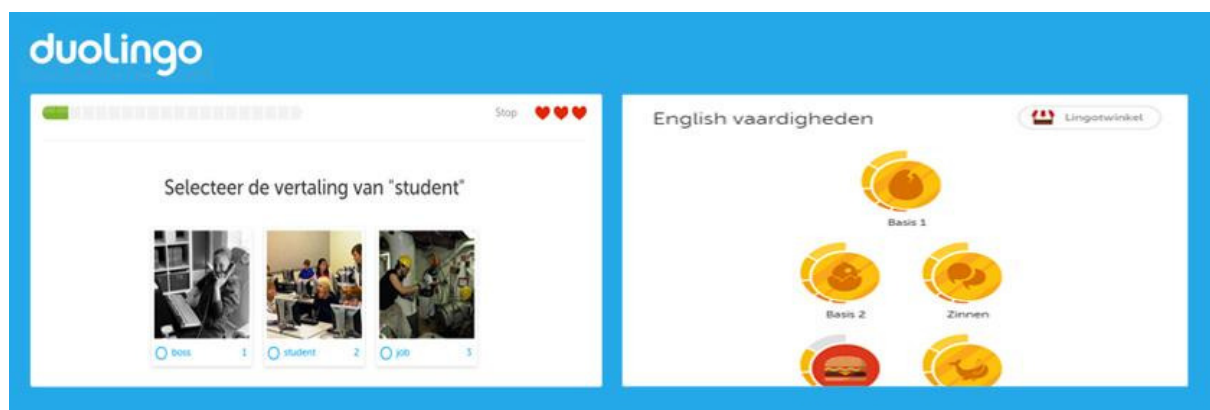 duolingo
Stop
Selecteer de vertaling van "student"
boss 1
student 2
job 3
English vaardigheden
Lingotwinkel
Basis 1
Basis 2
Zinnen